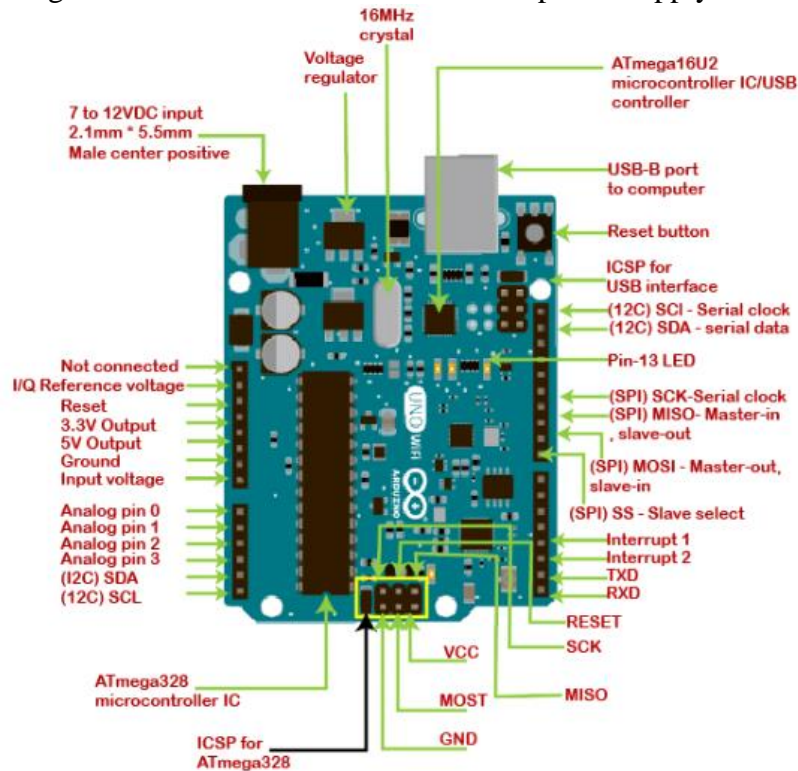 16MHz
crystal
Voltage
regulator
ATmega16U2
microcontroller IC/USB
controller
7 to 12VDC input
2.1mm * 5.5mm
Male center positive
USB-B port
to computer
Reset button
ICSP for
USB interface
(12C) SCI - Serial clock
(12C) SDA - serial data
Pin-13 LED
Not connected
I/Q Reference voltage
Reset
3.3V Output
5V Output
Ground
Input voltage
(SPI) SCK-Serial clock
(SPI) MISO- Master-in
, slave-out
(SPI) MOSI - Master-out,
slave-in
(SPI) SS - Slave select
UNO
WIFI
ARDUINO
Analog pin 0
Analog pin 1
Analog pin 2
Analog pin 3
(I2C) SDA
(12C) SCL
Interrupt 1
Interrupt 2
TXD
RXD
RESET
SCK
VCC
MISO
MOST
GND
ATmega328
microcontroller IC
ICSP for
ATmega328